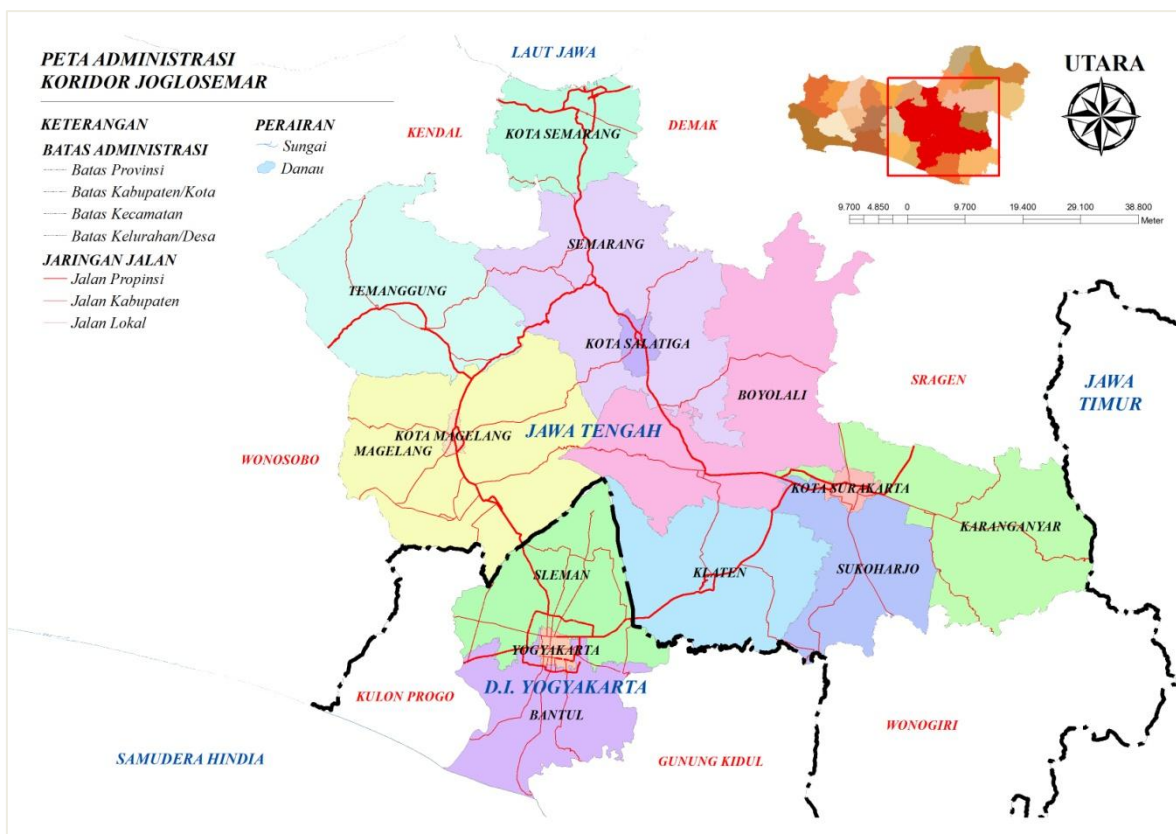 PETA ADMINISTRASI
KORIDOR JOGLOSEMAR
KETERANGAN
BATAS ADMINISTRASI
Batas Provinsi
Batas Kabupaten/Kota
Batas Kecamatan
Batas Kelurahan/Desa
JARINGAN JALAN
Jalan Propinsi
Jalan Kabupaten
Jalan Lokal
PERAIRAN
Sungai
Danau
LAUT JAWA
UTARA
9.700 4.850 0 9.700 19.400 29.100 38.800
Meter
KENDAL
KOTA SEMARANG
DEMAK
SEMARANG
TEMANGGUNG
KOTA SALATIGA
BOYOLALI
SRAGEN
JAWA
TIMUR
KOTA MAGELANG
MAGELANG
JAWA TENGAH
WONOSOBO
KOTA SURAKARTA
KARANGANYAR
SLEMAN
KLATEN
SUKOHARJO
YOGYAKARTA
D.I. YOGYAKARTA
KULON PROGO
BANTUL
WONOGIRI
SAMUDERA HINDIA
GUNUNG KIDUL